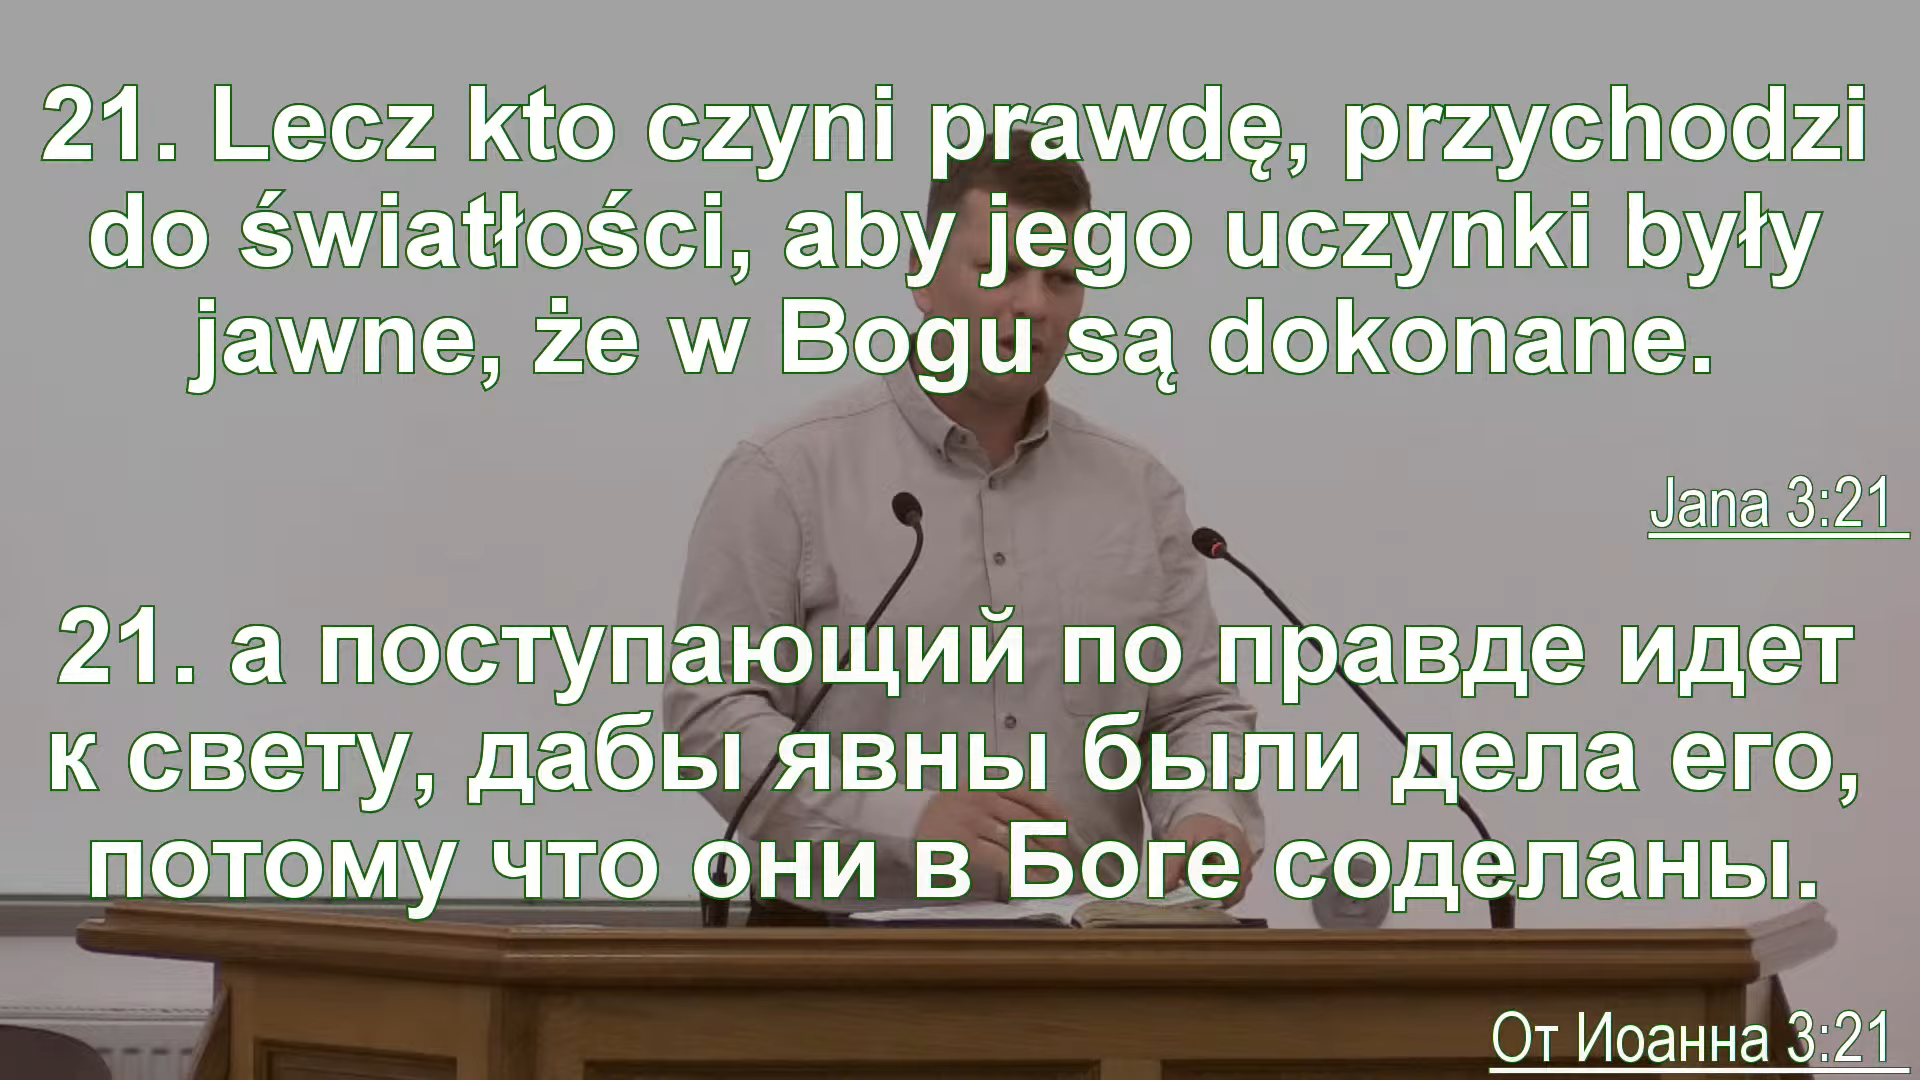 21. Lecz kto czyni prawdę, przychodzi
do światłości, aby jego uczynki były
jawne, że w Bogu są dokonane.
Jana 3:21
21. а поступающий по правде идет
к свету, дабы явны были дела его,
потому что они в Боге соделаны.
От Иоанна 3:21